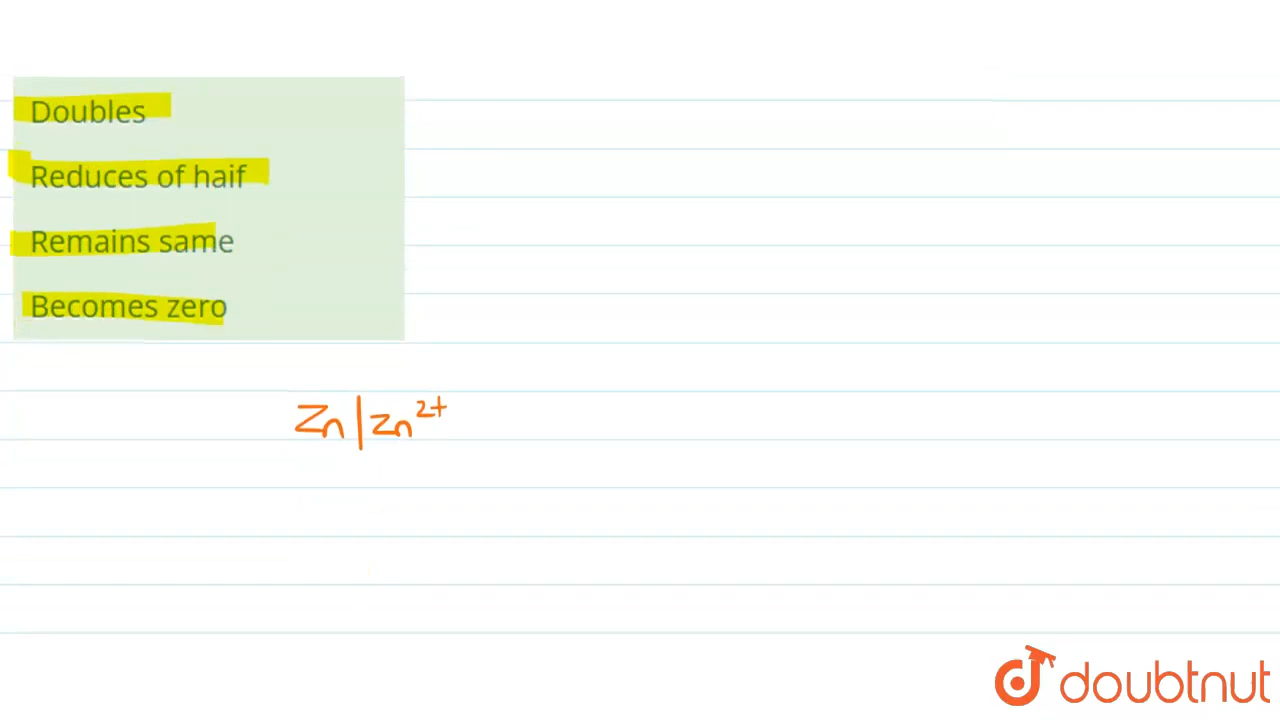 Doubles
Reduces of haif
Remains same
Becomes zero
Zn | Zn²⁺
doubtnut